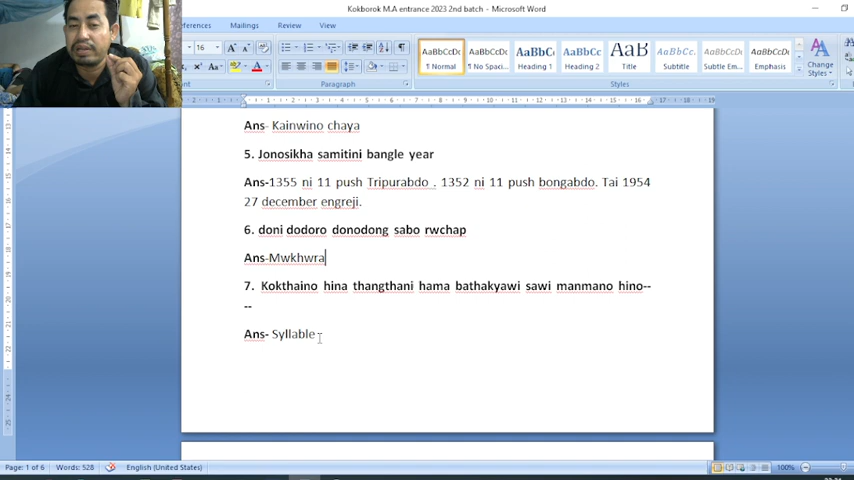 Kokborok M.A entrance 2023 2nd batch - Microsoft Word
eferences Mailings Review View
16
AaBbCcDc AaBbCcDc AaBbC AaBbCc AaB AaBbCc. AaBbCcDc AaBbCcDc
¶ Normal ¶ No Spaci... Heading 1 Heading 2 Title Subtitle Subtle Em... Emphasis
Change
Styles
Paragraph Styles
Ans- Kainwino chaya
5. Jonosikha samitini bangle year
Ans-1355 ni 11 push Tripurabdo , 1352 ni 11 push bongabdo. Tai 1954
27 december engreji.
6. doni dodoro donodong sabo rwchap
Ans-Mwkhwra
7. Kokthaino hina thangthani hama bathakyawi sawi manmano hino--
--
Ans- Syllable
Page: 1 of 6 Words: 528 English (United States) 100%